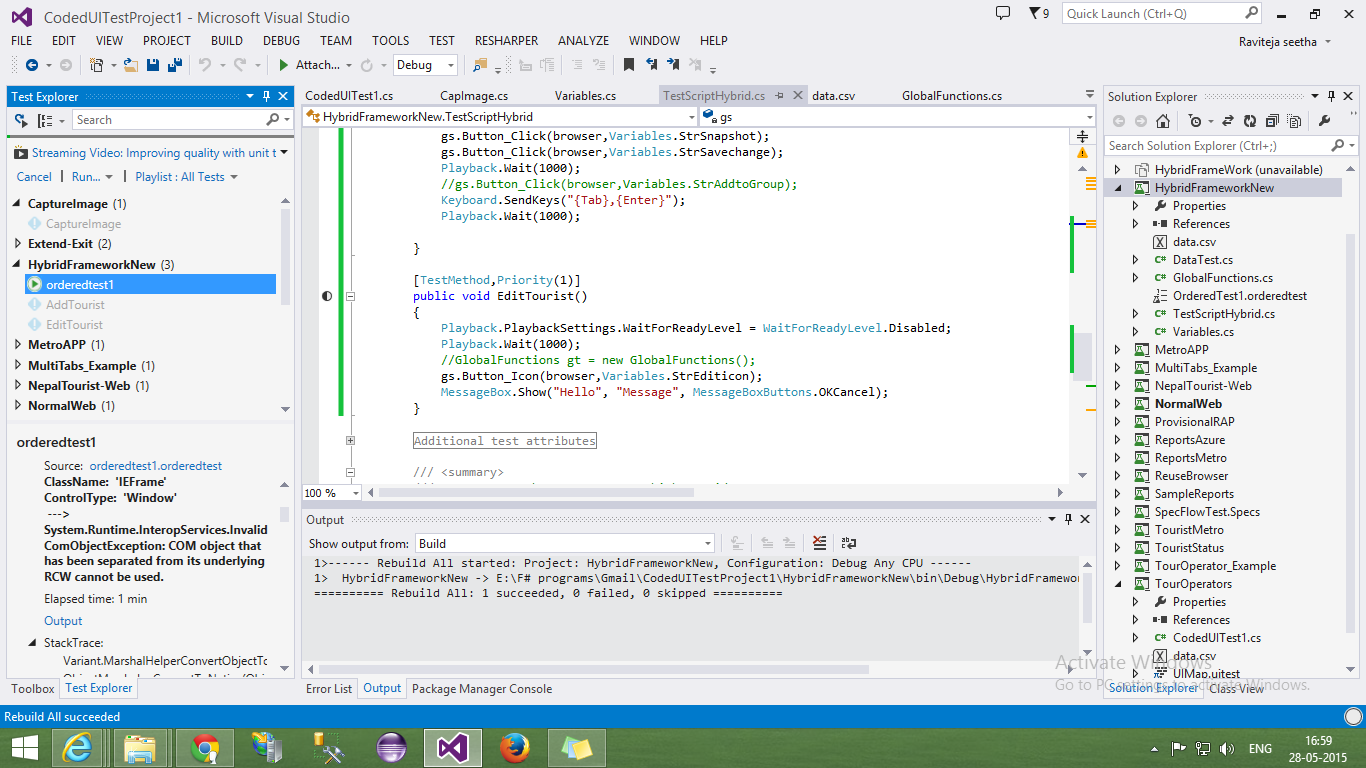 CodedUITestProject1 - Microsoft Visual Studio
9
Quick Launch (Ctrl+Q)
FILE EDIT VIEW PROJECT BUILD DEBUG TEAM TOOLS TEST RESHARPER ANALYZE WINDOW HELP
Raviteja seetha
Attach...
Debug
Test Explorer
Search
Streaming Video: Improving quality with unit t
Cancel
Run...
Playlist : All Tests
CaptureImage (1)
CaptureImage
Extend-Exit (2)
HybridFrameworkNew (3)
orderedtest1
AddTourist
EditTourist
MetroAPP (1)
MultiTabs_Example (1)
NepalTourist-Web (1)
NormalWeb (1)
orderedtest1
Source: orderedtest1.orderedtest
ClassName: 'IEFrame'
ControlType: 'Window'
--->
System.Runtime.InteropServices.Invalid
ComObjectException: COM object that
has been separated from its underlying
RCW cannot be used.
Elapsed time: 1 min
Output
StackTrace:
Variant.MarshalHelperConvertObjectTc
Toolbox
Test Explorer
CodedUITest1.cs
CapImage.cs
Variables.cs
TestScriptHybrid.cs
data.csv
GlobalFunctions.cs
HybridFrameworkNew.TestScriptHybrid
gs
gs.Button_Click(browser,Variables.StrSnapshot);
gs.Button_Click(browser,Variables.StrSavechange);
Playback.Wait(1000);
//gs.Button_Click(browser,Variables.StrAddtoGroup);
Keyboard.SendKeys("{Tab},{Enter}");
Playback.Wait(1000);
}
[TestMethod,Priority(1)]
public void EditTourist()
{
Playback.PlaybackSettings.WaitForReadyLevel = WaitForReadyLevel.Disabled;
Playback.Wait(1000);
//GlobalFunctions gt = new GlobalFunctions();
gs.Button_Icon(browser,Variables.StrEditicon);
MessageBox.Show("Hello", "Message", MessageBoxButtons.OKCancel);
}
Additional test attributes
/// <summary>
100 %
Output
Show output from: Build
1>------ Rebuild All started: Project: HybridFrameworkNew, Configuration: Debug Any CPU ------
1> HybridFrameworkNew -> E:\F# programs\Gmail\CodedUITestProject1\HybridFrameworkNew\bin\Debug\HybridFramewor
========== Rebuild All: 1 succeeded, 0 failed, 0 skipped ==========
Error List
Output
Package Manager Console
Solution Explorer
Search Solution Explorer (Ctrl+;)
HybridFrameWork (unavailable)
HybridFrameworkNew
Properties
References
data.csv
DataTest.cs
GlobalFunctions.cs
OrderedTest1.orderedtest
TestScriptHybrid.cs
Variables.cs
MetroAPP
MultiTabs_Example
NepalTourist-Web
NormalWeb
ProvisionalRAP
ReportsAzure
ReportsMetro
ReuseBrowser
SampleReports
SpecFlowTest.Specs
TouristMetro
TouristStatus
TourOperator_Example
TourOperators
Properties
References
CodedUITest1.cs
data.csv
UIMap.uitest
Solution Explorer
Class View
Activate Windows
Go to PC settings to activate Windows.
Rebuild All succeeded
ENG
16:59
28-05-2015